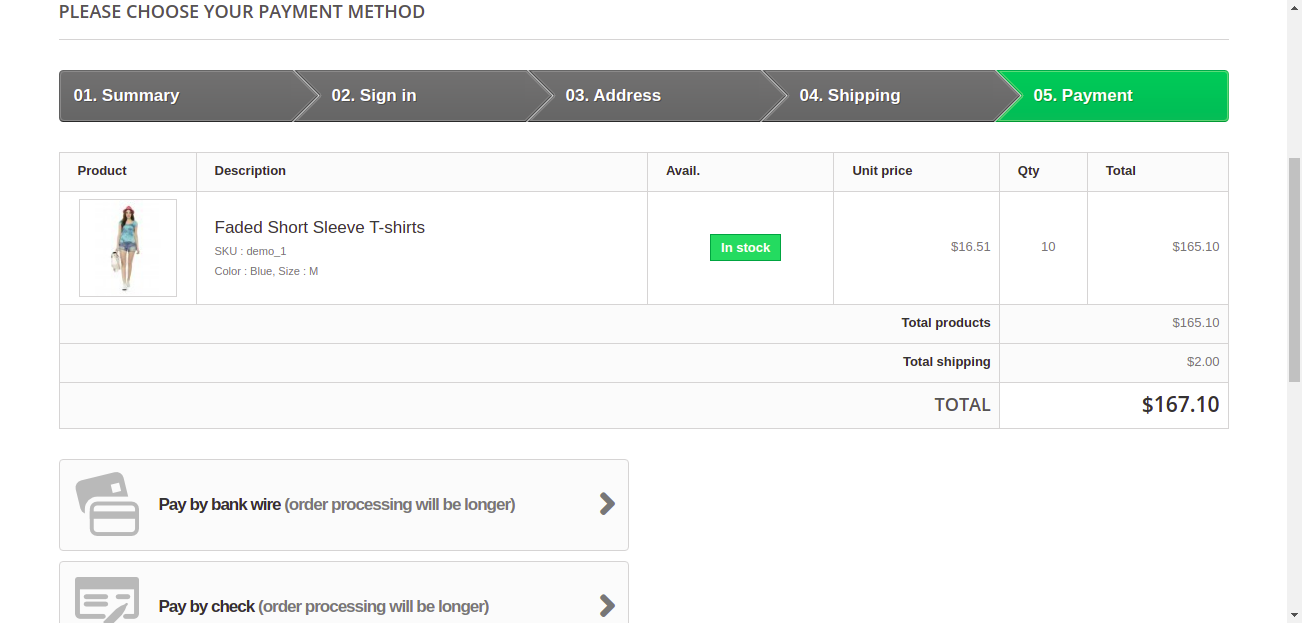 PLEASE CHOOSE YOUR PAYMENT METHOD
01. Summary 02. Sign in 03. Address 04. Shipping 05. Payment
Product Description Avail. Unit price Qty Total
Faded Short Sleeve T-shirts
SKU : demo_1
Color : Blue, Size : M
In stock $16.51 10 $165.10
Total products $165.10
Total shipping $2.00
TOTAL $167.10
Pay by bank wire (order processing will be longer)
Pay by check (order processing will be longer)